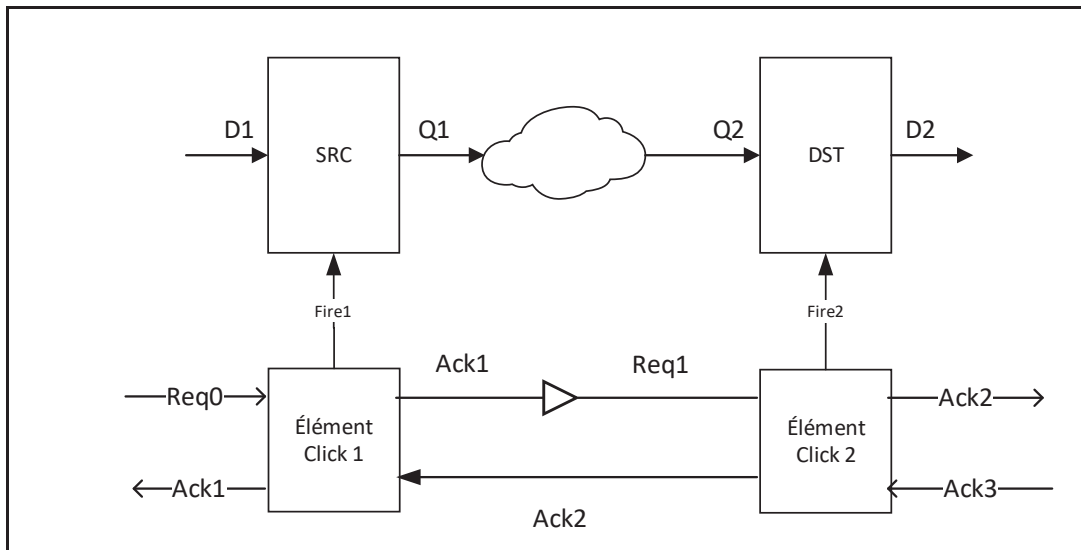 D1
SRC
Q1
Q2
DST
D2
Fire1
Fire2
Req0
Ack1
Req1
Ack2
Élément
Click 1
Élément
Click 2
Ack1
Ack2
Ack3